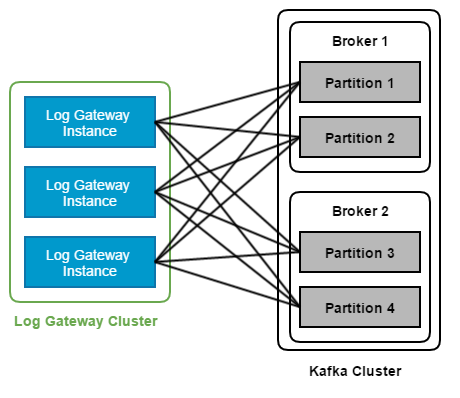 Log Gateway
Instance
Log Gateway
Instance
Log Gateway
Instance
Log Gateway Cluster
Broker 1
Partition 1
Partition 2
Broker 2
Partition 3
Partition 4
Kafka Cluster